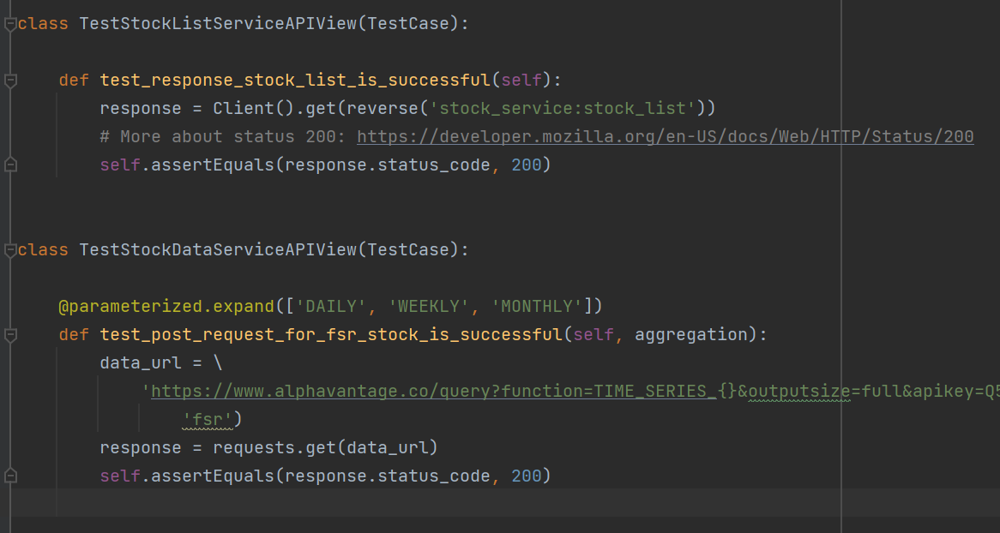 class TestStockListServiceAPIView(TestCase):
def test_response_stock_list_is_successful(self):
response = Client().get(reverse('stock_service:stock_list'))
# More about status 200: https://developer.mozilla.org/en-US/docs/Web/HTTP/Status/200
self.assertEquals(response.status_code, 200)
class TestStockDataServiceAPIView(TestCase):
@parameterized.expand(['DAILY', 'WEEKLY', 'MONTHLY'])
def test_post_request_for_fsr_stock_is_successful(self, aggregation):
data_url = \
'https://www.alphavantage.co/query?function=TIME_SERIES_{}&outputsize=full&apikey=Q5
'fsr')
response = requests.get(data_url)
self.assertEquals(response.status_code, 200)